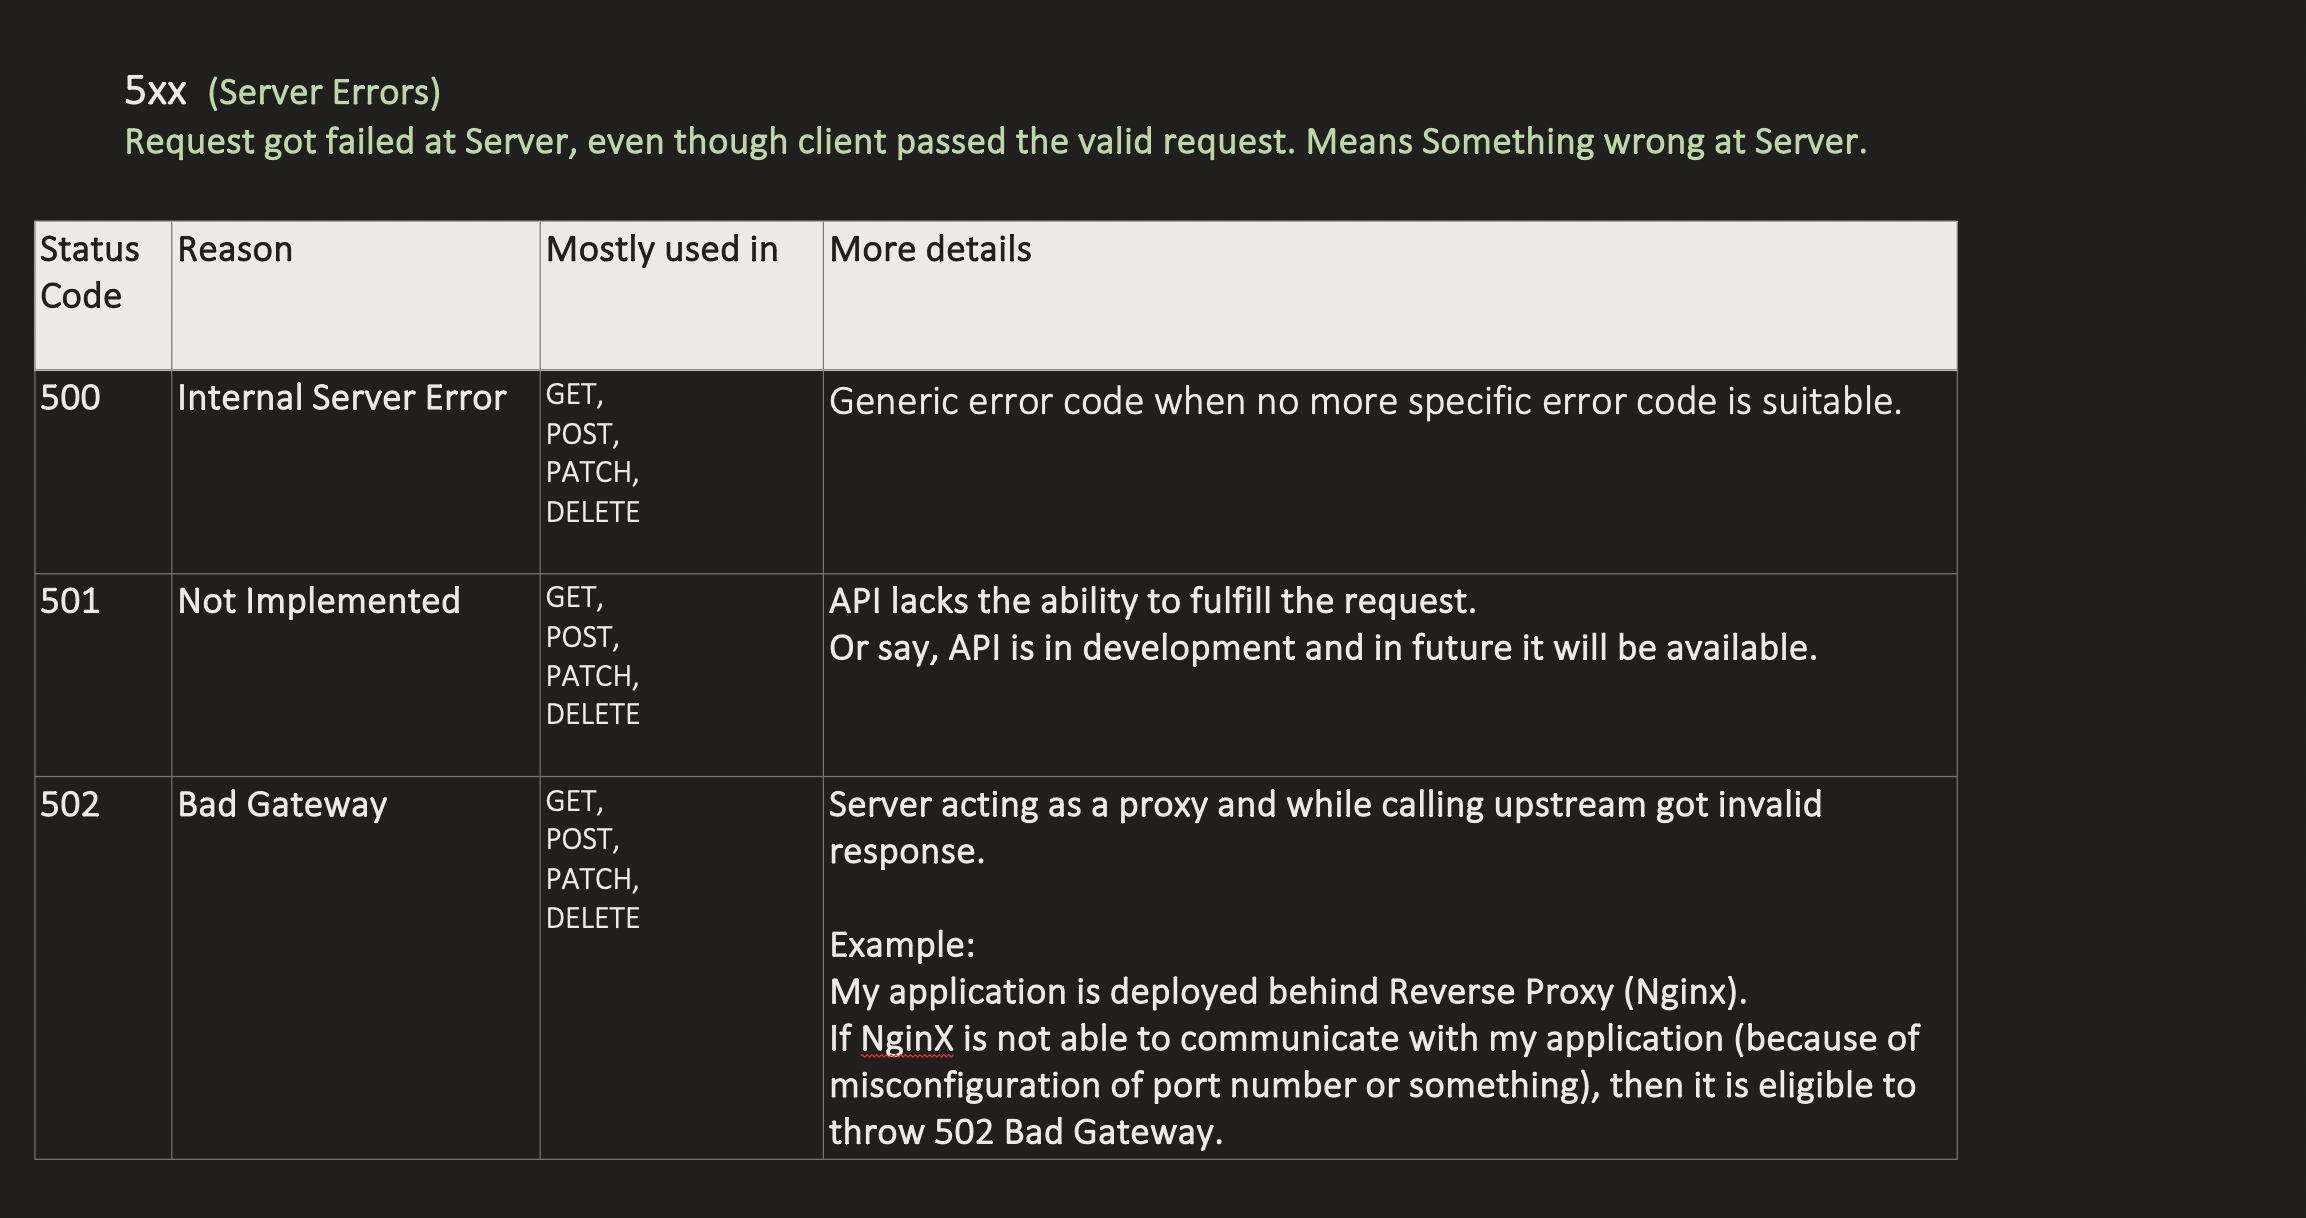 5xx (Server Errors)
Request got failed at Server, even though client passed the valid request. Means Something wrong at Server.
Status
Code
Reason
Mostly used in
More details
500
Internal Server Error
GET,
POST,
PATCH,
DELETE
Generic error code when no more specific error code is suitable.
501
Not Implemented
GET,
POST,
PATCH,
DELETE
API lacks the ability to fulfill the request.
Or say, API is in development and in future it will be available.
502
Bad Gateway
GET,
POST,
PATCH,
DELETE
Server acting as a proxy and while calling upstream got invalid
response.
Example:
My application is deployed behind Reverse Proxy (Nginx).
If NginX is not able to communicate with my application (because of
misconfiguration of port number or something), then it is eligible to
throw 502 Bad Gateway.